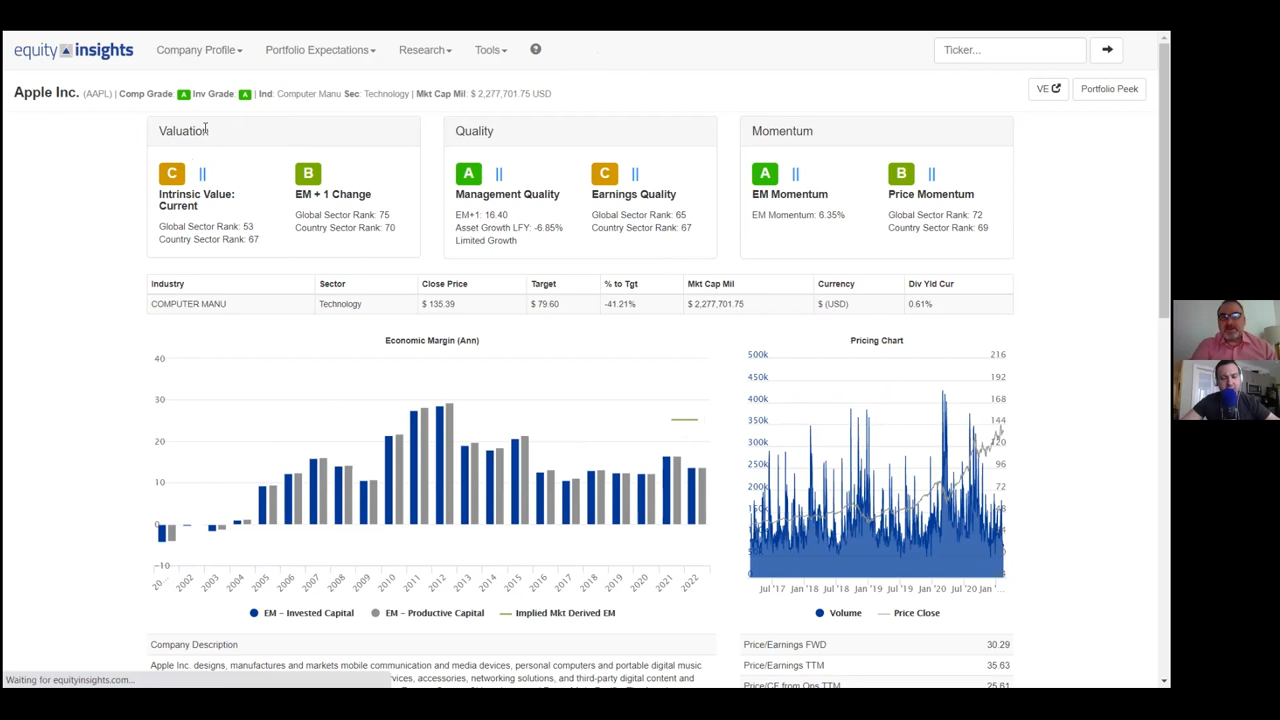 equity insights
Company Profile
Portfolio Expectations
Research
Tools
Ticker...
Apple Inc. (AAPL) | Comp Grade: A Inv Grade: A | Ind: Computer Manu Sec: Technology | Mkt Cap Mil: $ 2,277,701.75 USD
VE
Portfolio Peek
Valuation
C
Intrinsic Value:
Current
Global Sector Rank: 53
Country Sector Rank: 67
B
EM + 1 Change
Global Sector Rank: 75
Country Sector Rank: 70
Quality
A
Management Quality
EM+1: 16.40
Asset Growth LFY: -6.85%
Limited Growth
C
Earnings Quality
Global Sector Rank: 65
Country Sector Rank: 67
Momentum
A
EM Momentum
EM Momentum: 6.35%
B
Price Momentum
Global Sector Rank: 72
Country Sector Rank: 69
Industry Sector Close Price Target % to Tgt Mkt Cap Mil Currency Div Yld Cur
COMPUTER MANU Technology $ 135.39 $ 79.60 -41.21% $ 2,277,701.75 $ (USD) 0.61%
Economic Margin (Ann)
40
30
20
10
0
-10
20... 2002 2003 2004 2005 2006 2007 2008 2009 2010 2011 2012 2013 2014 2015 2016 2017 2018 2019 2020 2021 2022
EM – Invested Capital EM – Productive Capital Implied Mkt Derived EM
Pricing Chart
500k 216
450k 192
400k 168
350k 144
300k 120
250k
200k 72
150k
Jul '17 Jan '18 Jul '18 Jan '19 Jul '19 Jan '20 Jul '20 Jan '...
Volume Price Close
Company Description
Apple Inc. designs, manufactures and markets mobile communication and media devices, personal computers and portable digital music
accessories, networking solutions, and third-party digital content and
Price/Earnings FWD 30.29
Price/Earnings TTM 35.63
Price/CF from Ops TTM 25.61
Waiting for equityinsights.com...